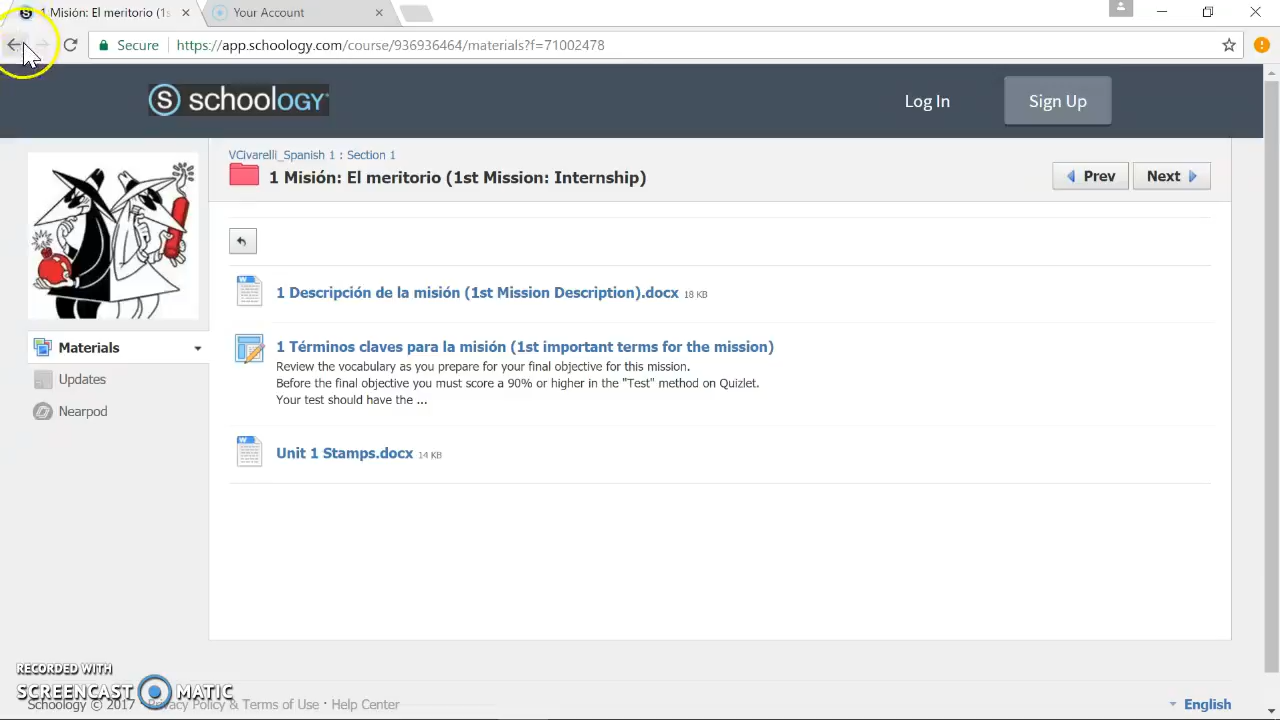 1 Misión: El meritorio (1s
Your Account
Secure
https://app.schoology.com/course/936936464/materials?f=71002478
S schoology
Log In
Sign Up
VCivarelli_Spanish 1 : Section 1
1 Misión: El meritorio (1st Mission: Internship)
Prev
Next
1 Descripción de la misión (1st Mission Description).docx 18 KB
Materials
1 Términos claves para la misión (1st important terms for the mission)
Review the vocabulary as you prepare for your final objective for this mission.
Updates
Before the final objective you must score a 90% or higher in the "Test" method on Quizlet.
Your test should have the ...
Nearpod
Unit 1 Stamps.docx 14 KB
RECORDED WITH
SCREENCAST MATIC
Schoology © 2017 · Privacy Policy & Terms of Use · Help Center
English